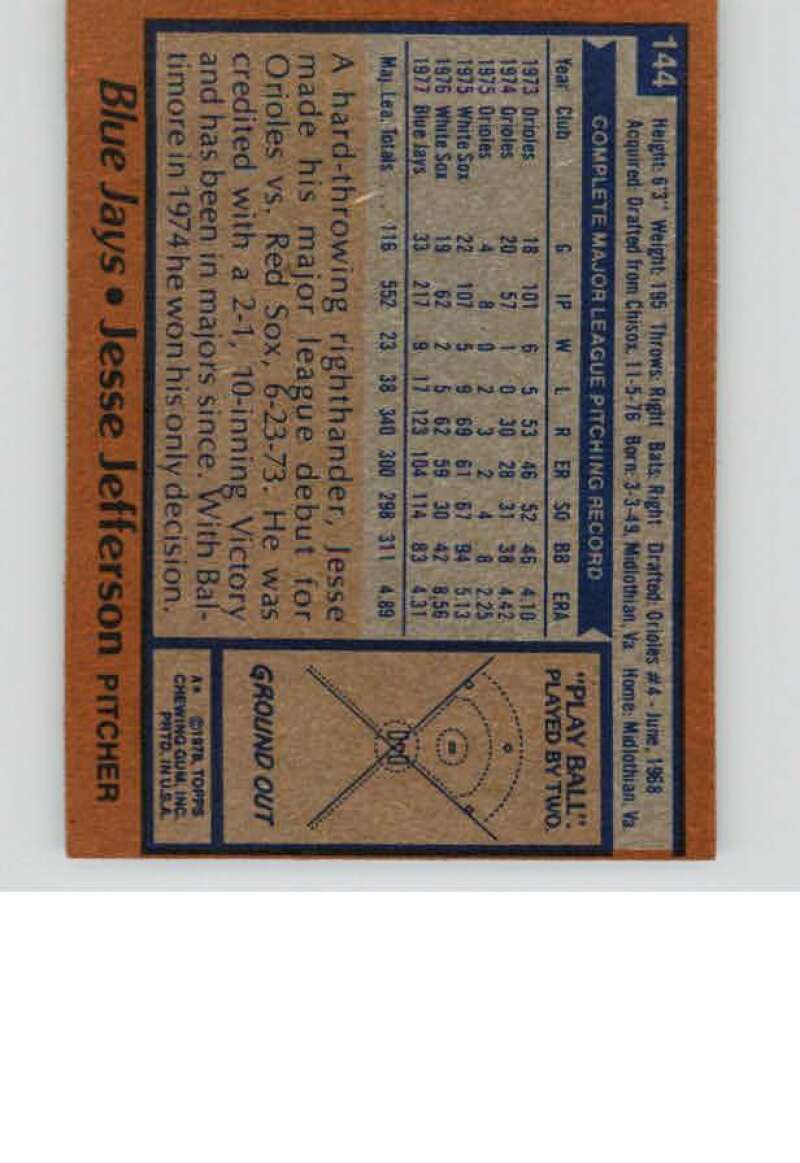 144
Height: 6'3" Weight: 195 Throws: Right Bats: Right Drafted: Orioles #4 - June, 1968
Acquired: Drafted from Chisox, 11-5-76 Born: 3-3-49, Midlothian, Va Home: Midlothian, Va
COMPLETE MAJOR LEAGUE PITCHING RECORD
Year Club G IP W L R ER SO BB ERA
1973 Orioles 18 101 6 5 53 46 52 46 4.10
1974 Orioles 20 57 1 0 30 28 31 38 4.42
1975 Orioles 4 8 0 2 3 2 4 8 2.25
1975 White Sox 22 107 5 9 69 61 67 94 5.13
1976 White Sox 19 62 2 5 62 59 30 42 8.56
1977 Blue Jays 33 217 9 17 123 104 114 83 4.31
Maj. Lea. Totals ... 116 552 23 38 340 300 298 311 4.89
A hard-throwing righthander, Jesse
made his major league debut for
Orioles vs. Red Sox, 6-23-73. He was
credited with a 2-1, 10-inning Victory
and has been in majors since. With Bal-
timore in 1974 he won his only decision.
"PLAY BALL"
PLAYED BY TWO.
GROUND OUT
A* ©1978, TOPPS
CHEWING GUM, INC.
PRTD. IN U.S.A.
Blue Jays • Jesse Jefferson PITCHER